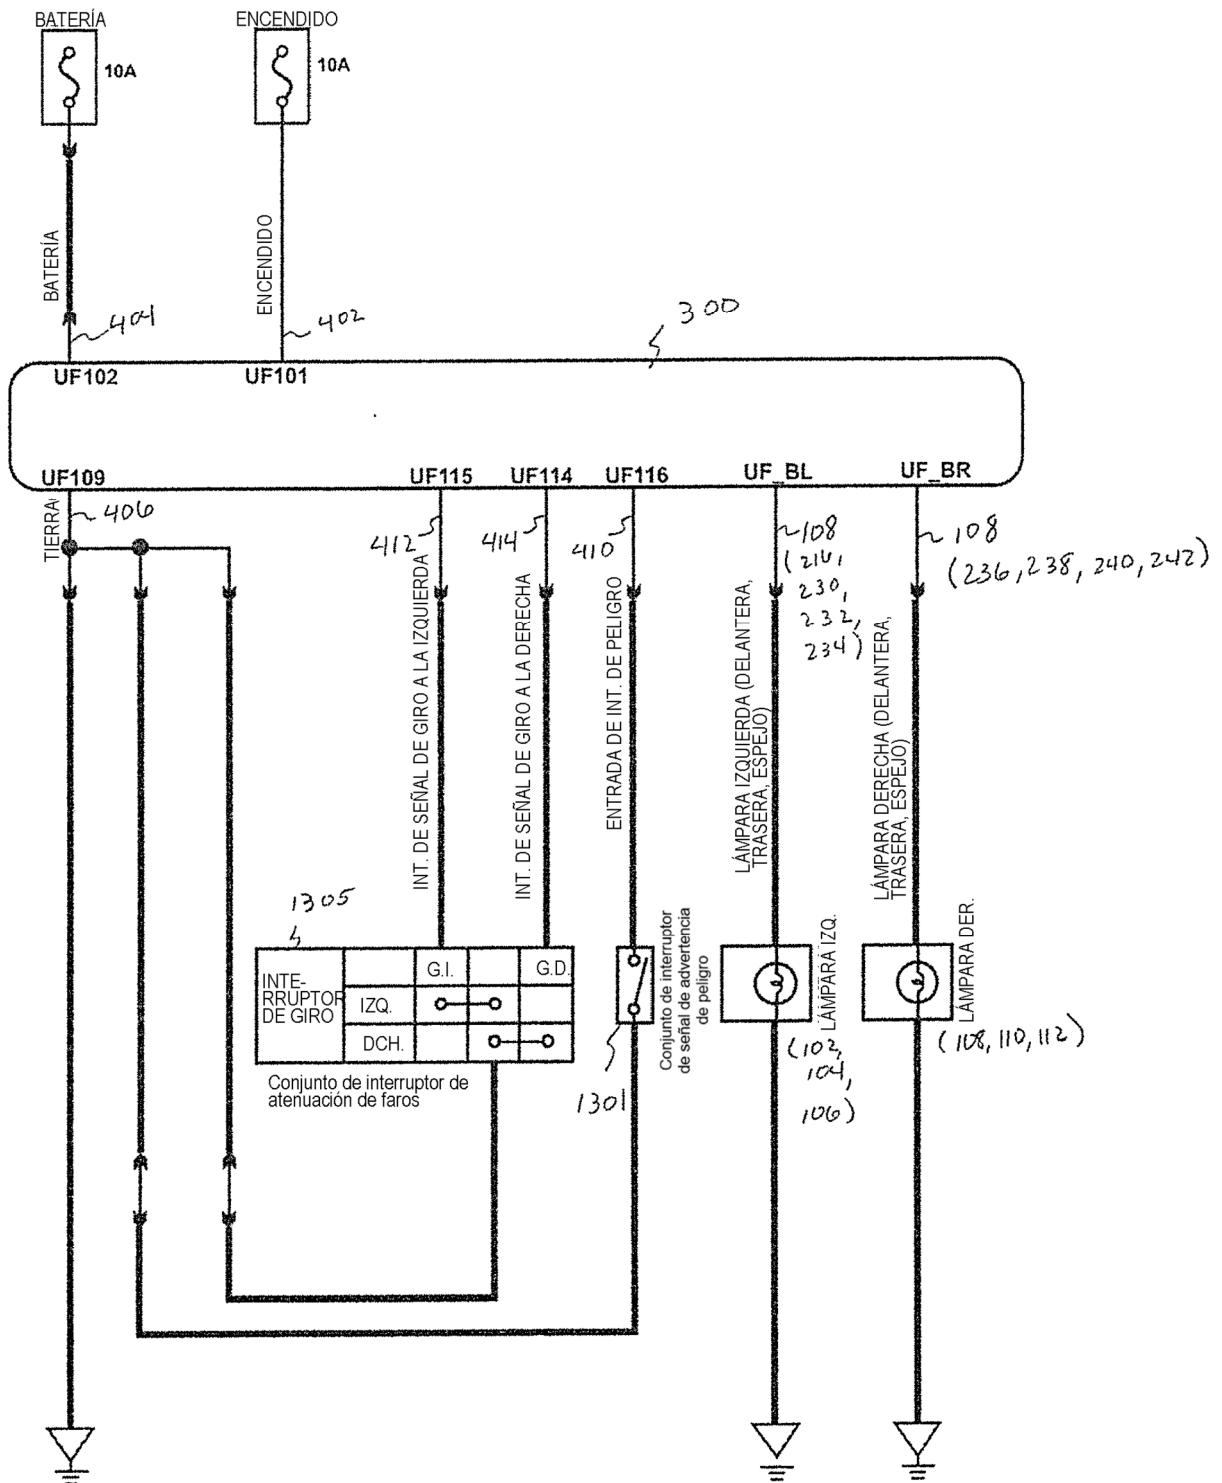 BATERÍA
ENCENDIDO
10A
10A
BATERÍA
ENCENDIDO
404
402
300
UF102
UF101
UF109
UF115
UF114
UF116
UF_BL
UF_BR
TIERRA
406
412
414
410
108
(216,
230,
232,
234)
108
(236, 238, 240, 242)
INT. DE SEÑAL DE GIRO A LA IZQUIERDA
INT. DE SEÑAL DE GIRO A LA DERECHA
ENTRADA DE INT. DE PELIGRO
LÁMPARA IZQUIERDA (DELANTERA,
TRASERA, ESPEJO)
LÁMPARA DERECHA (DELANTERA,
TRASERA, ESPEJO)
1305
INTE-
RRUPTOR
DE GIRO
G.I.
G.D.
IZQ.
DCH.
Conjunto de interruptor de
atenuación de faros
Conjunto de interruptor
de señal de advertencia
de peligro
1301
LÁMPARA IZQ.
(102,
104,
106)
LÁMPARA DER.
(108, 110, 112)